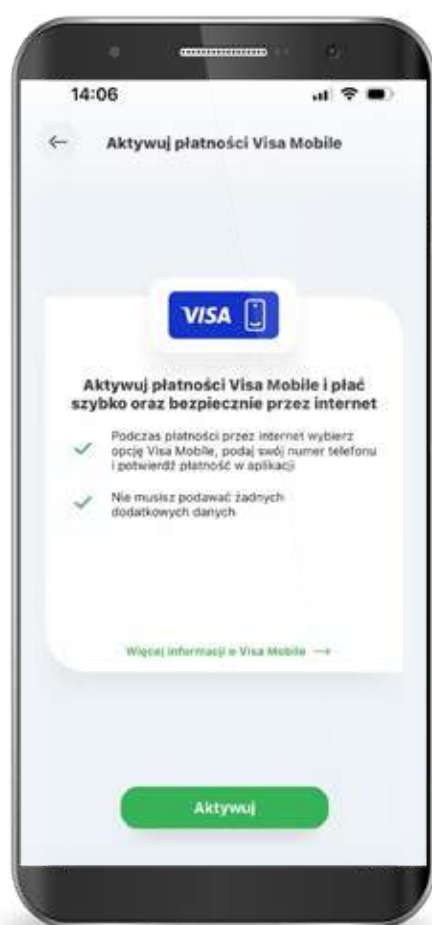 14:06
Aktywuj płatności Visa Mobile
VISA
Aktywuj płatności Visa Mobile i płać
szybko oraz bezpiecznie przez internet
Podczas płatności przez internet wybierz
opcję Visa Mobile, podaj swój numer telefonu
i potwierdź płatność w aplikacji
Nie musisz podawać żadnych
dodatkowych danych
Więcej informacji o Visa Mobile →
Aktywuj